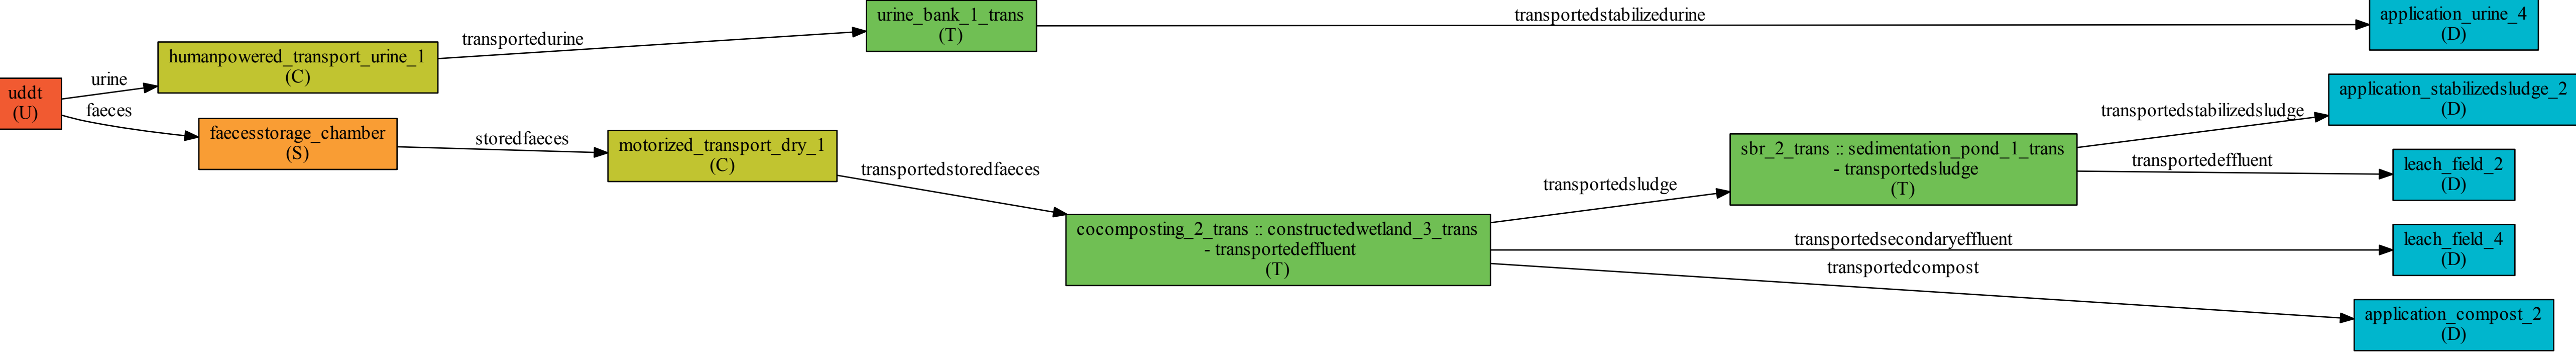 uddt
(U)
urine
faeces
humanpowered_transport_urine_1
(C)
transportedurine
urine_bank_1_trans
(T)
transportedstabilizedurine
application_urine_4
(D)
faecesstorage_chamber
(S)
storedfaeces
motorized_transport_dry_1
(C)
transportedstoredfaeces
cocomposting_2_trans :: constructedwetland_3_trans
- transportedeffluent
(T)
transportedsludge
transportedsecondaryeffluent
transportedcompost
sbr_2_trans :: sedimentation_pond_1_trans
- transportedsludge
(T)
transportedstabilizedsludge
transportedeffluent
application_stabilizedsludge_2
(D)
leach_field_2
(D)
leach_field_4
(D)
application_compost_2
(D)